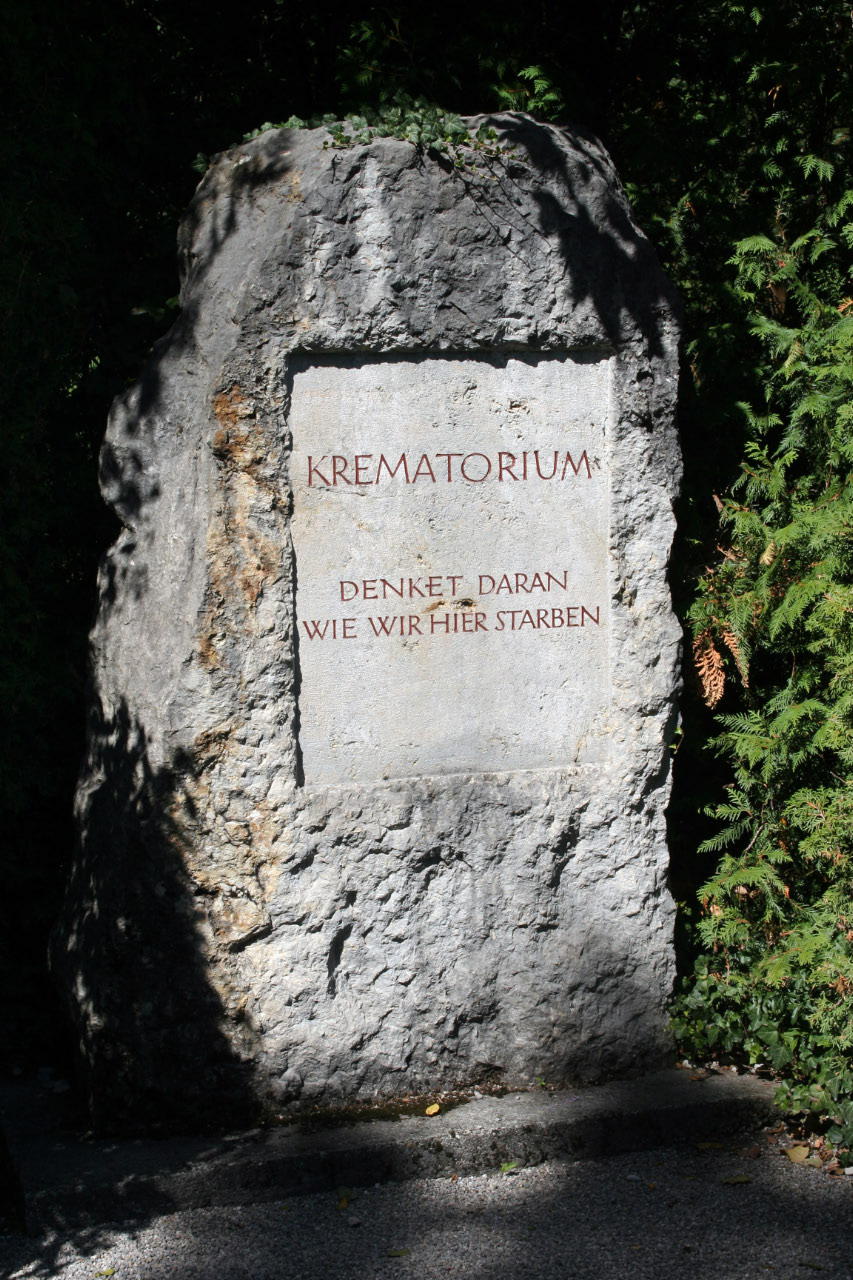 KREMATORIUM
DENKET DARAN
WIE WIR HIER STARBEN